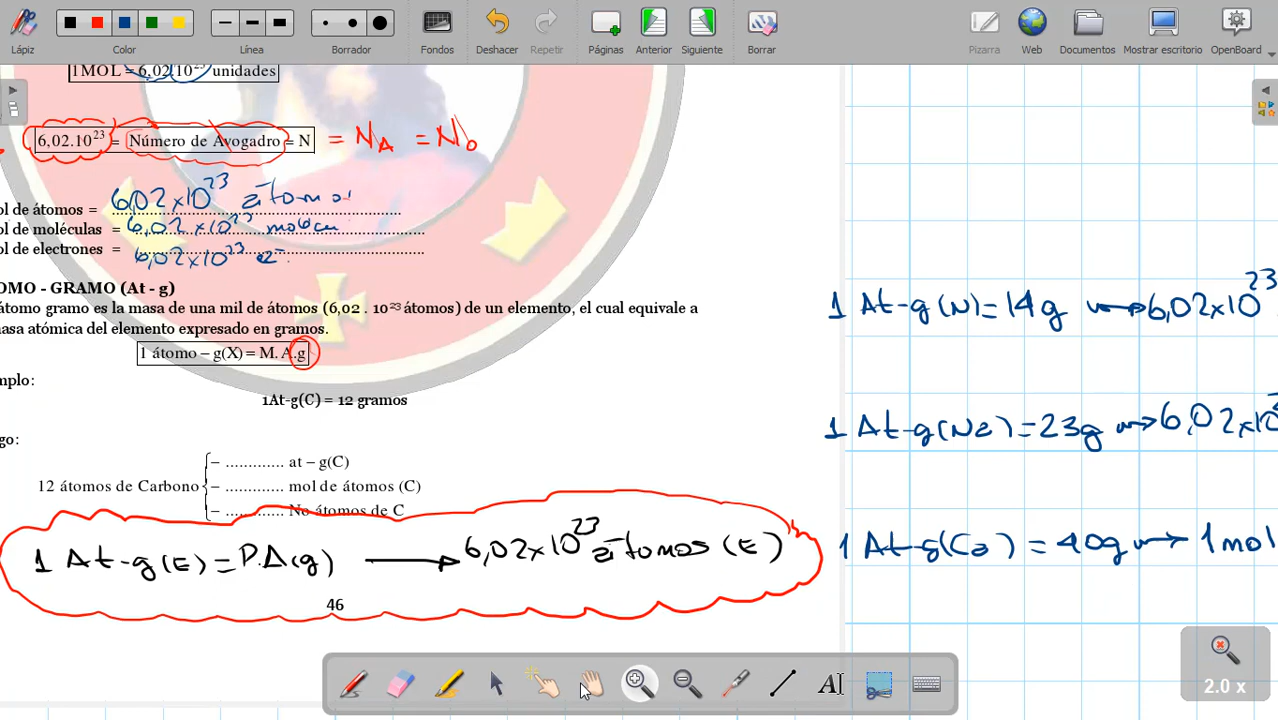 Lápiz Color Línea Borrador Fondos Deshacer Repetir Páginas Anterior Siguiente Borrar Pizarra Web Documentos Mostrar escritorio OpenBoard
1MOL = 6,02.10²³ unidades
6,02.10²³ = Número de Avogadro = N = NA = No
ol de átomos = 6,02x10²³ átomos
ol de moléculas = 6,02x10²³ molécu
ol de electrones = 6,02x10²³ e⁻
OMO - GRAMO (At - g)
átomo gramo es la masa de una mil de átomos (6,02 . 10²³ átomos) de un elemento, el cual equivale a
masa atómica del elemento expresado en gramos.
1 átomo – g(X) = M. A.g
mplo:
1At-g(C) = 12 gramos
go:
– ............. at – g(C)
12 átomos de Carbono – ............. mol de átomos (C)
– ............. No átomos de C
1 At-g(E) = P.A(g) → 6,02x10²³ átomos (E)
46
1 At-g(N)=14g → 6,02x10²³
1 At-g(Na)=23g → 6,02x10²
1 At-g(Ca) = 40g → 1mol
2.0 x